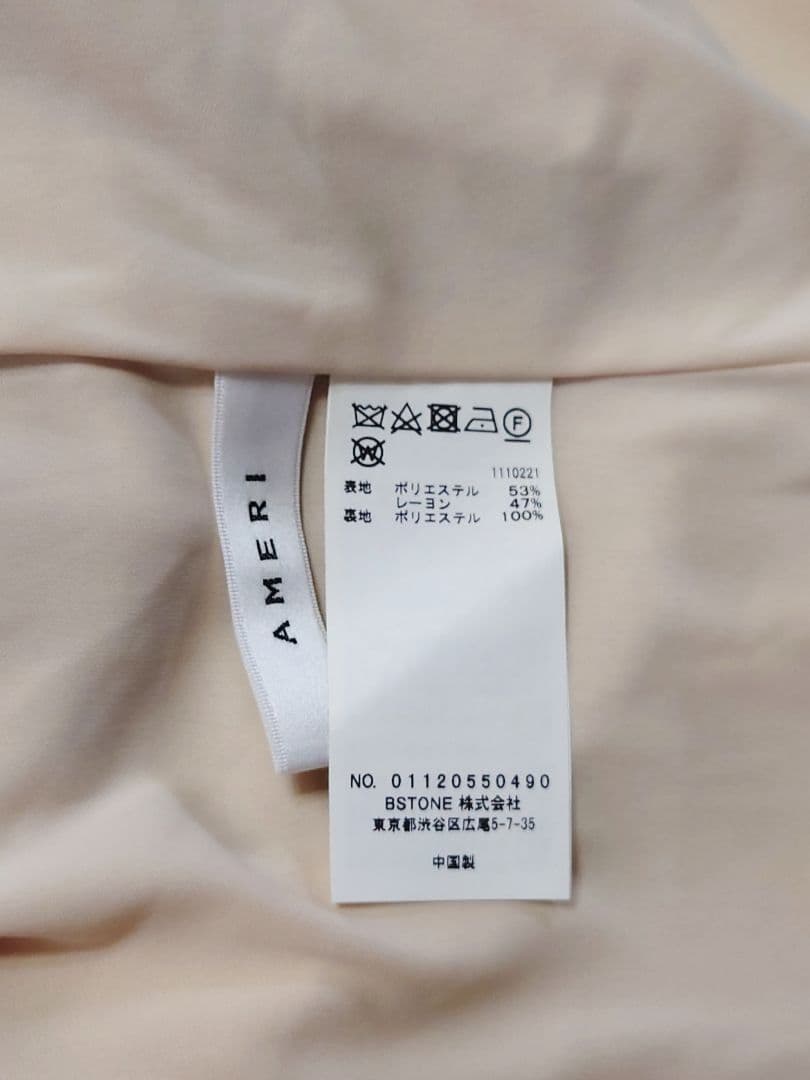 AMERI
F
W
1110221
表地 ポリエステル 53%
レーヨン 47%
裏地 ポリエステル 100%
NO. 01120550490
BSTONE 株式会社
東京都渋谷区広尾5-7-35
中国製